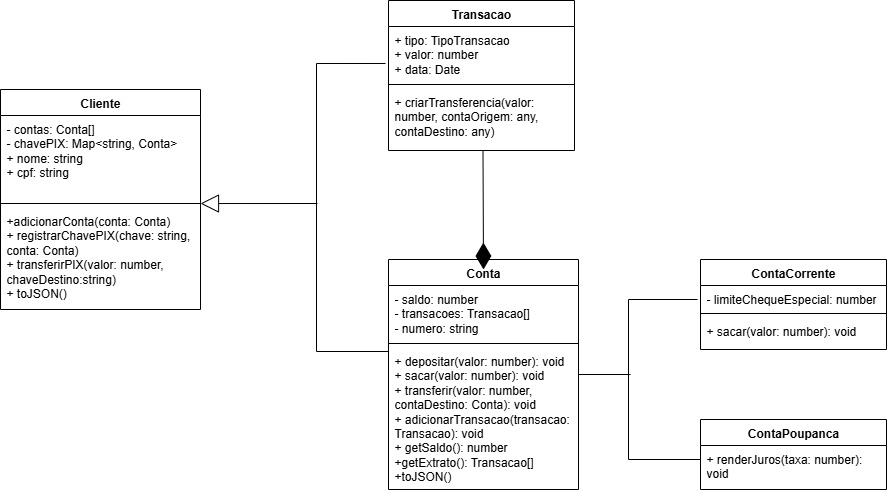 Transacao
+ tipo: TipoTransacao
+ valor: number
+ data: Date
+ criarTransferencia(valor:
number, contaOrigem: any,
contaDestino: any)
Cliente
- contas: Conta[]
- chavePIX: Map<string, Conta>
+ nome: string
+ cpf: string
+adicionarConta(conta: Conta)
+ registrarChavePIX(chave: string,
conta: Conta)
+ transferirPIX(valor: number,
chaveDestino:string)
+ toJSON()
Conta
- saldo: number
- transacoes: Transacao[]
- numero: string
+ depositar(valor: number): void
+ sacar(valor: number): void
+ transferir(valor: number,
contaDestino: Conta): void
+ adicionarTransacao(transacao:
Transacao): void
+ getSaldo(): number
+getExtrato(): Transacao[]
+toJSON()
ContaCorrente
- limiteChequeEspecial: number
+ sacar(valor: number): void
ContaPoupanca
+ renderJuros(taxa: number):
void